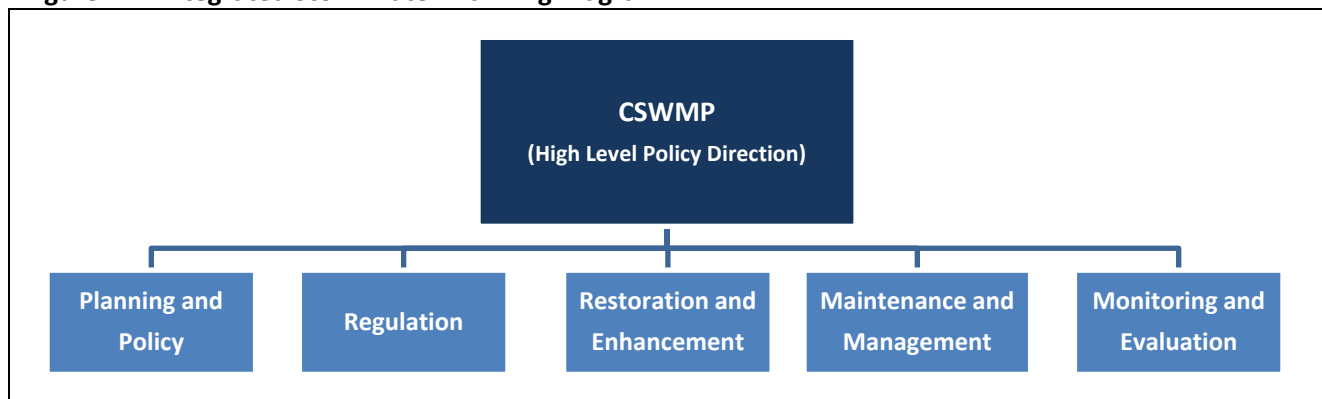 CSWMP
(High Level Policy Direction)
Planning and
Policy
Regulation
Restoration and
Enhancement
Maintenance and
Management
Monitoring and
Evaluation